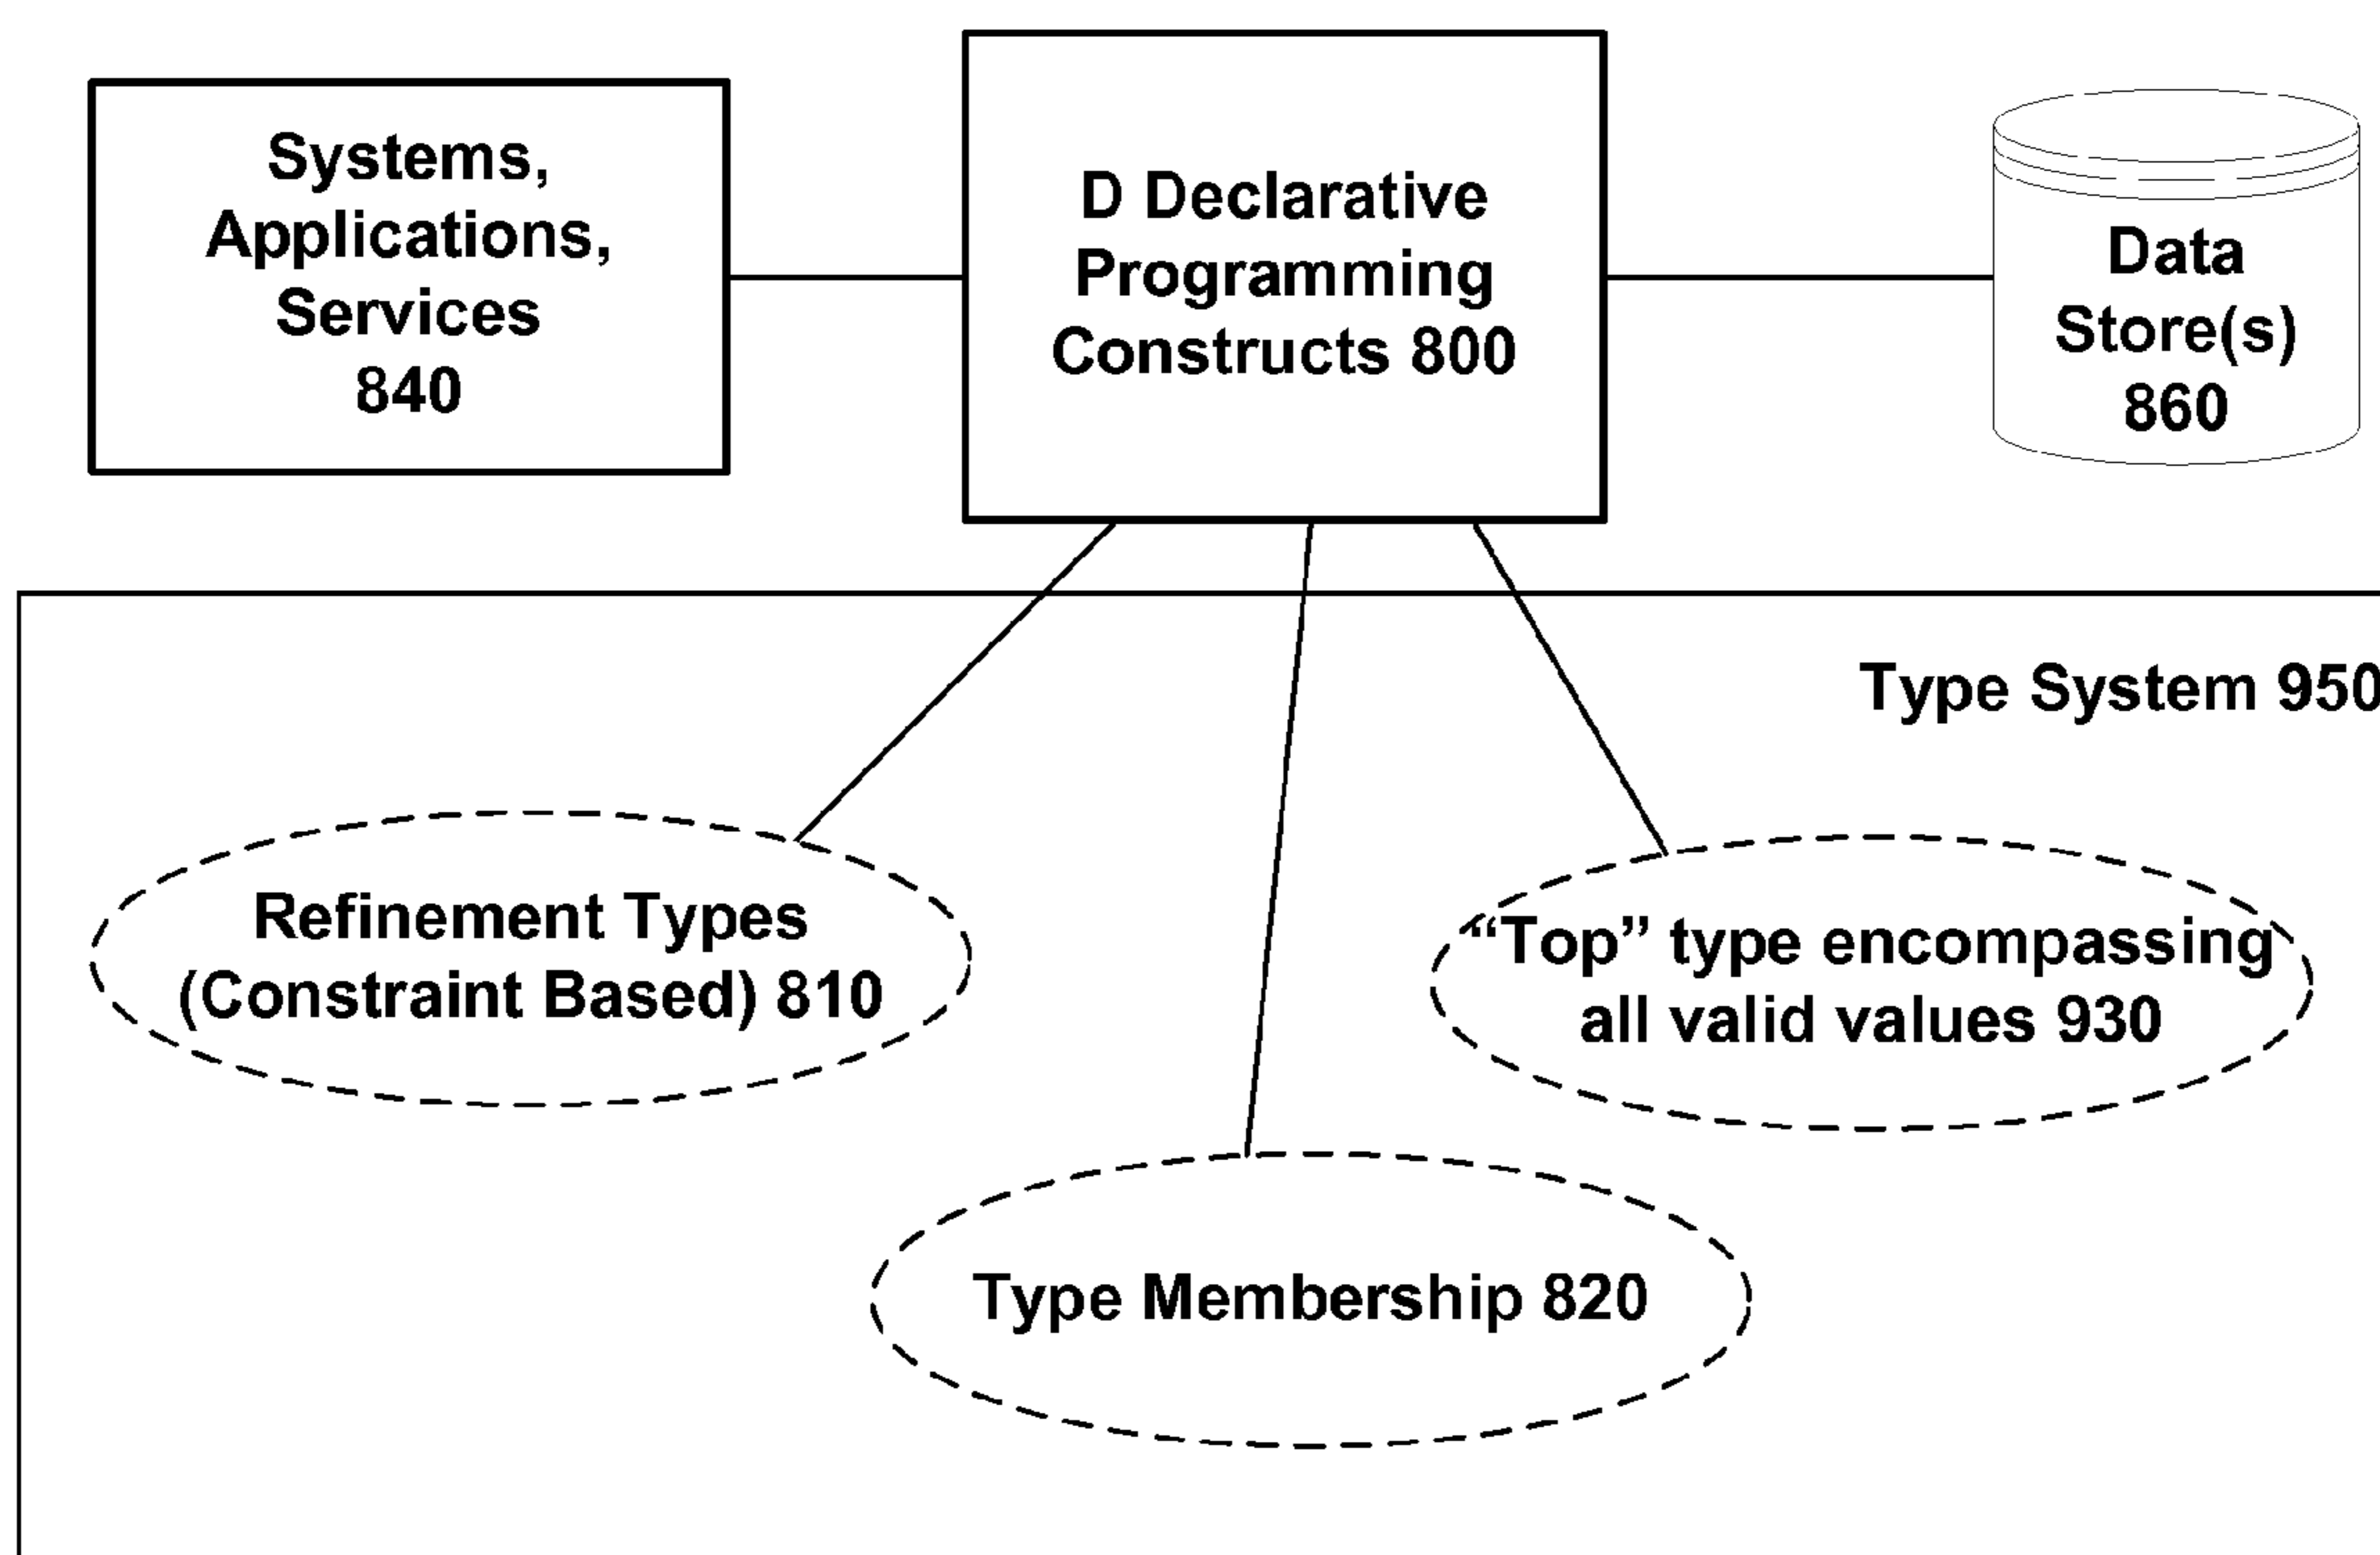 Systems,
Applications,
Services
840
D Declarative
Programming
Constructs 800
Data
Store(s)
860
Type System 950
Refinement Types
(Constraint Based) 810
“Top” type encompassing
all valid values 930
Type Membership 820